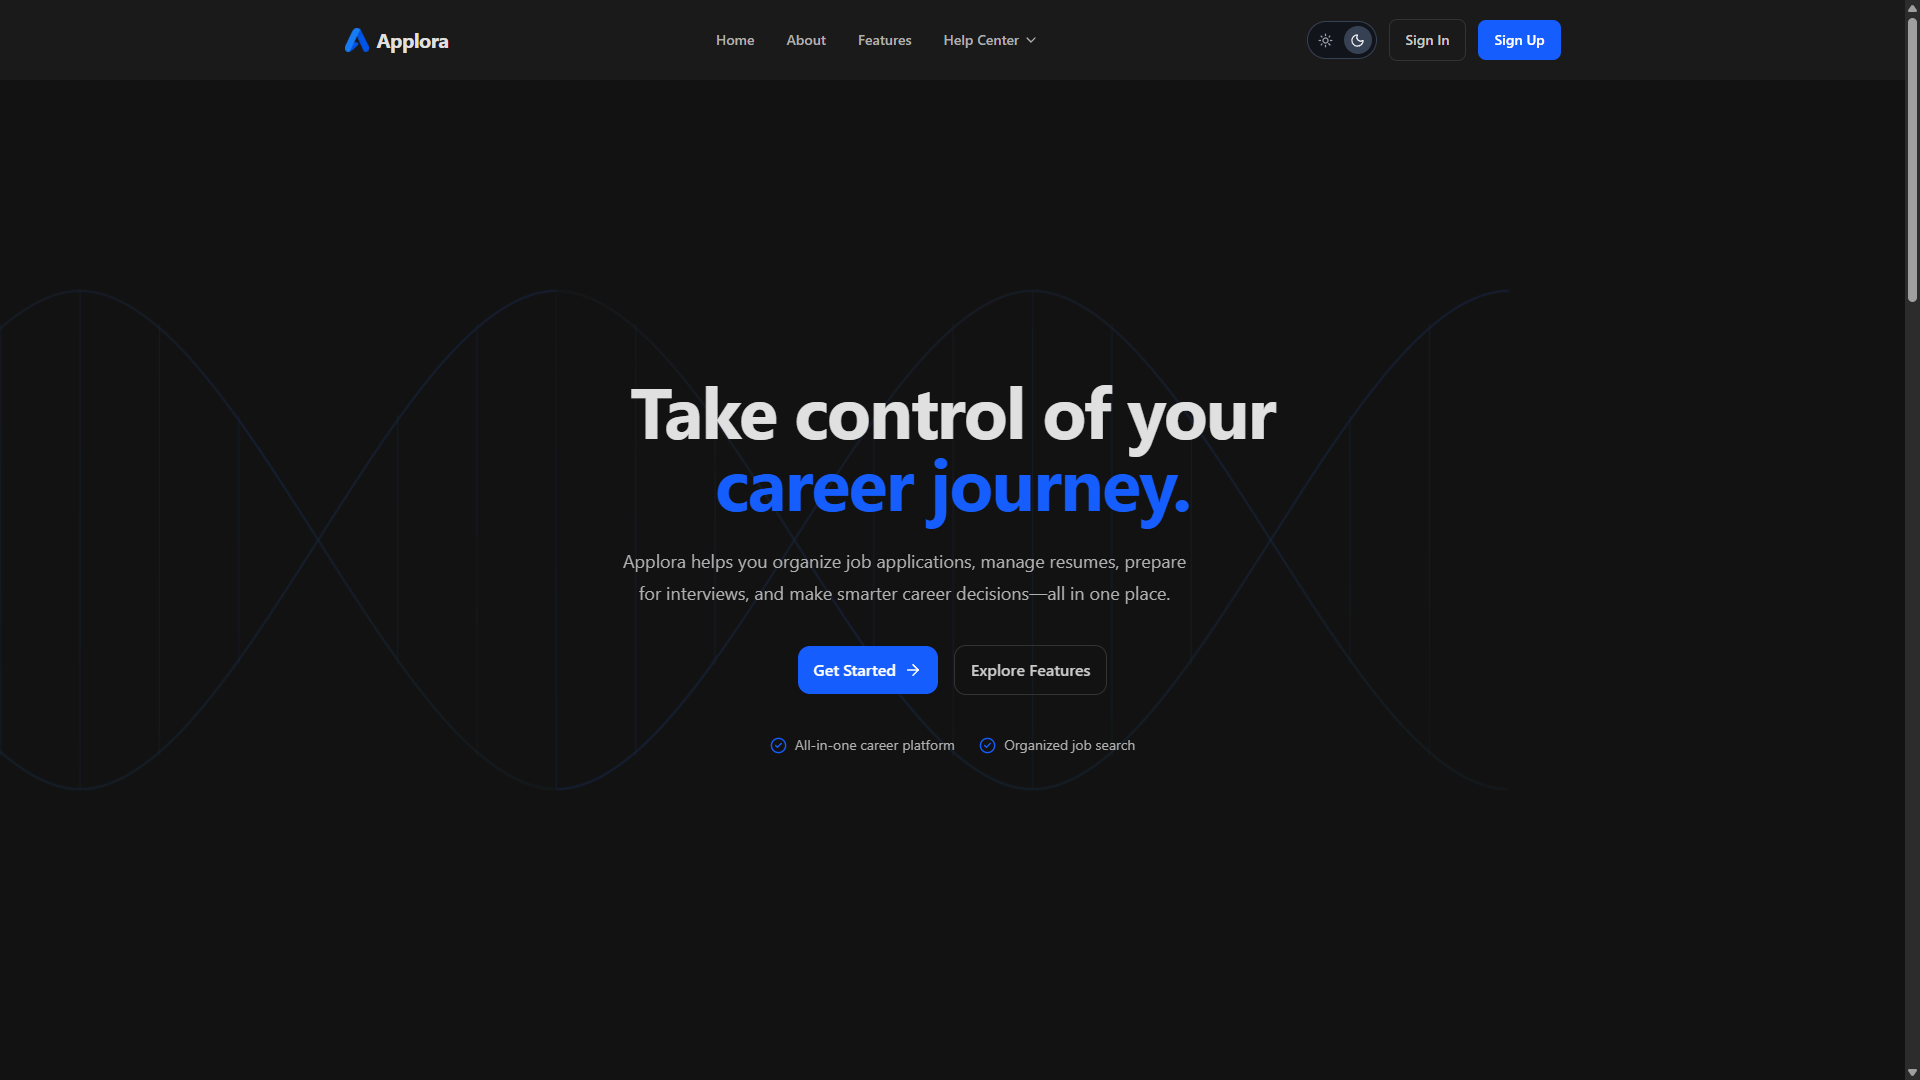 Applora
Home
About
Features
Help Center
Sign In
Sign Up
Take control of your
career journey.
Applora helps you organize job applications, manage resumes, prepare
for interviews, and make smarter career decisions—all in one place.
Get Started
Explore Features
All-in-one career platform
Organized job search